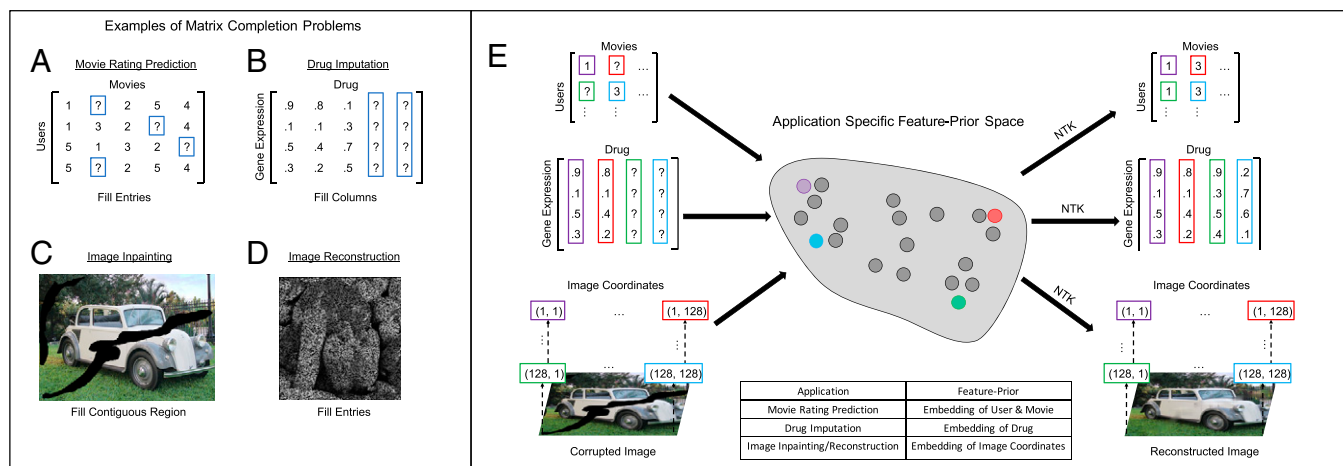 Examples of Matrix Completion Problems
A
Movie Rating Prediction
Movies
Users
1 ? 2 5 4
1 3 2 ? 4
5 1 3 2 ?
5 ? 2 5 4
Fill Entries
B
Drug Imputation
Drug
Gene Expression
.9 .8 .1 ? ?
.1 .1 .3 ? ?
.5 .4 .7 ? ?
.3 .2 .5 ? ?
Fill Columns
C
Image Inpainting
Fill Contiguous Region
D
Image Reconstruction
Fill Entries
E
Movies
Users
1 ? ...
? 3 ...
⋮ ⋮
Drug
Gene Expression
.9 .8 ? ?
.1 .1 ? ?
.5 .4 ? ?
.3 .2 ? ?
Image Coordinates
(1, 1) ... (1, 128)
⋮ ⋮
(128, 1) ... (128, 128)
Corrupted Image
Application Specific Feature-Prior Space
NTK
NTK
NTK
Application Feature-Prior
Movie Rating Prediction Embedding of User & Movie
Drug Imputation Embedding of Drug
Image Inpainting/Reconstruction Embedding of Image Coordinates
Movies
Users
1 3 ...
1 3 ...
⋮ ⋮
Drug
Gene Expression
.9 .8 .9 .2
.1 .1 .3 .7
.5 .4 .5 .6
.3 .2 .4 .1
Image Coordinates
(1, 1) ... (1, 128)
⋮ ⋮
(128, 1) ... (128, 128)
Reconstructed Image